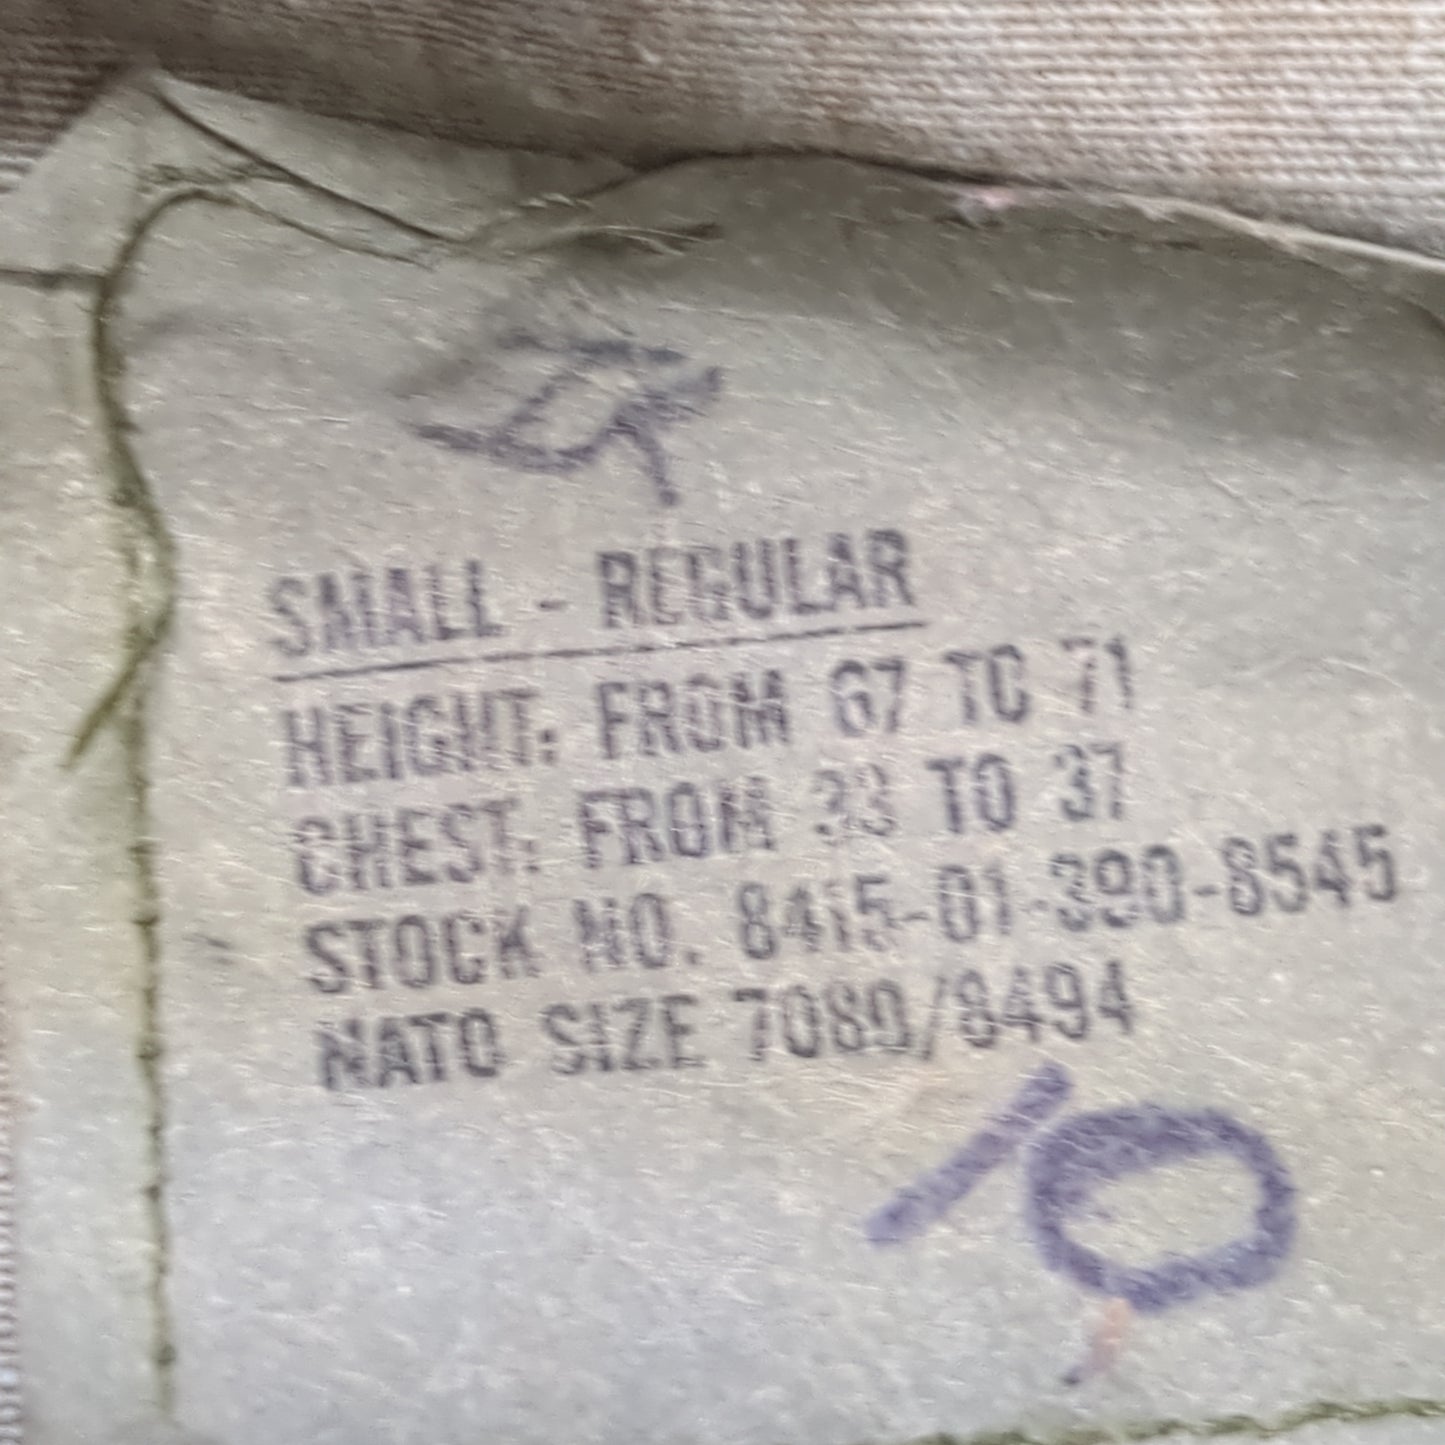 SMALL - REGULAR
HEIGHT: FROM 67 TO 71
CHEST: FROM 33 TO 37
STOCK NO. 8415-01-390-8545
NATO SIZE 7080/8494
10